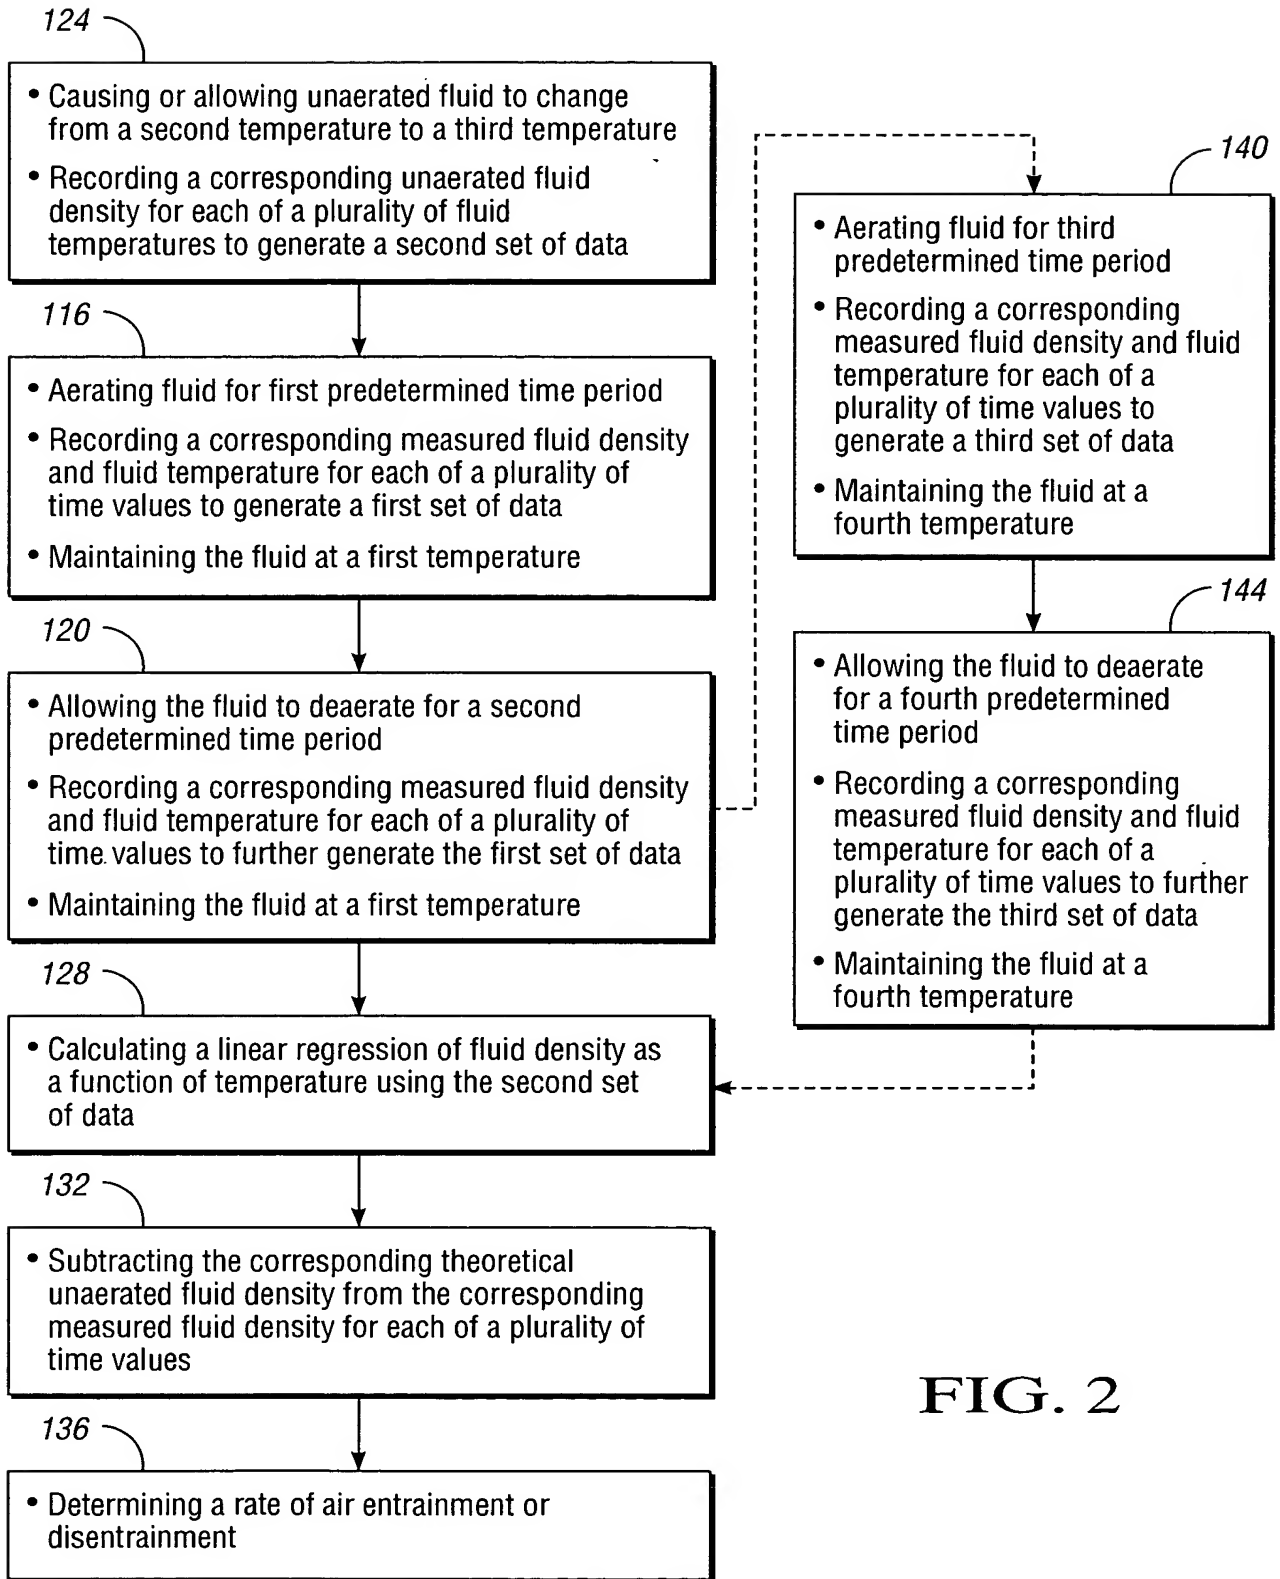 124
• Causing or allowing unaerated fluid to change
from a second temperature to a third temperature
• Recording a corresponding unaerated fluid
density for each of a plurality of fluid
temperatures to generate a second set of data
116
• Aerating fluid for first predetermined time period
• Recording a corresponding measured fluid density
and fluid temperature for each of a plurality of
time values to generate a first set of data
• Maintaining the fluid at a first temperature
120
• Allowing the fluid to deaerate for a second
predetermined time period
• Recording a corresponding measured fluid density
and fluid temperature for each of a plurality of
time values to further generate the first set of data
• Maintaining the fluid at a first temperature
128
• Calculating a linear regression of fluid density as
a function of temperature using the second set
of data
132
• Subtracting the corresponding theoretical
unaerated fluid density from the corresponding
measured fluid density for each of a plurality of
time values
136
• Determining a rate of air entrainment or
disentrainment
140
• Aerating fluid for third
predetermined time period
• Recording a corresponding
measured fluid density and fluid
temperature for each of a
plurality of time values to
generate a third set of data
• Maintaining the fluid at a
fourth temperature
144
• Allowing the fluid to deaerate
for a fourth predetermined
time period
• Recording a corresponding
measured fluid density and fluid
temperature for each of a
plurality of time values to further
generate the third set of data
• Maintaining the fluid at a
fourth temperature
FIG. 2